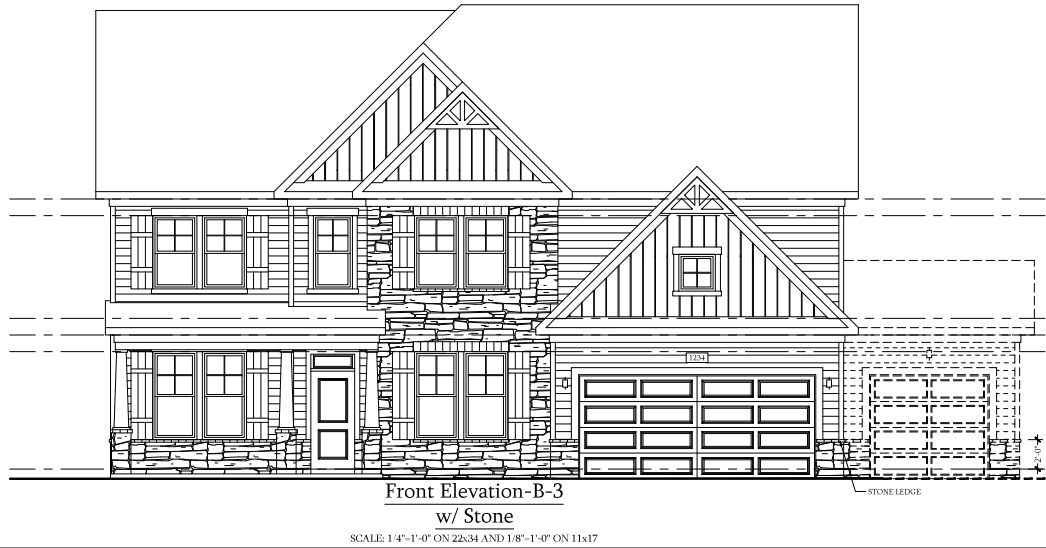 1234
2'-0"
STONE LEDGE
Front Elevation-B-3
w/ Stone
SCALE: 1/4"=1'-0" ON 22x34 AND 1/8"=1'-0" ON 11x17